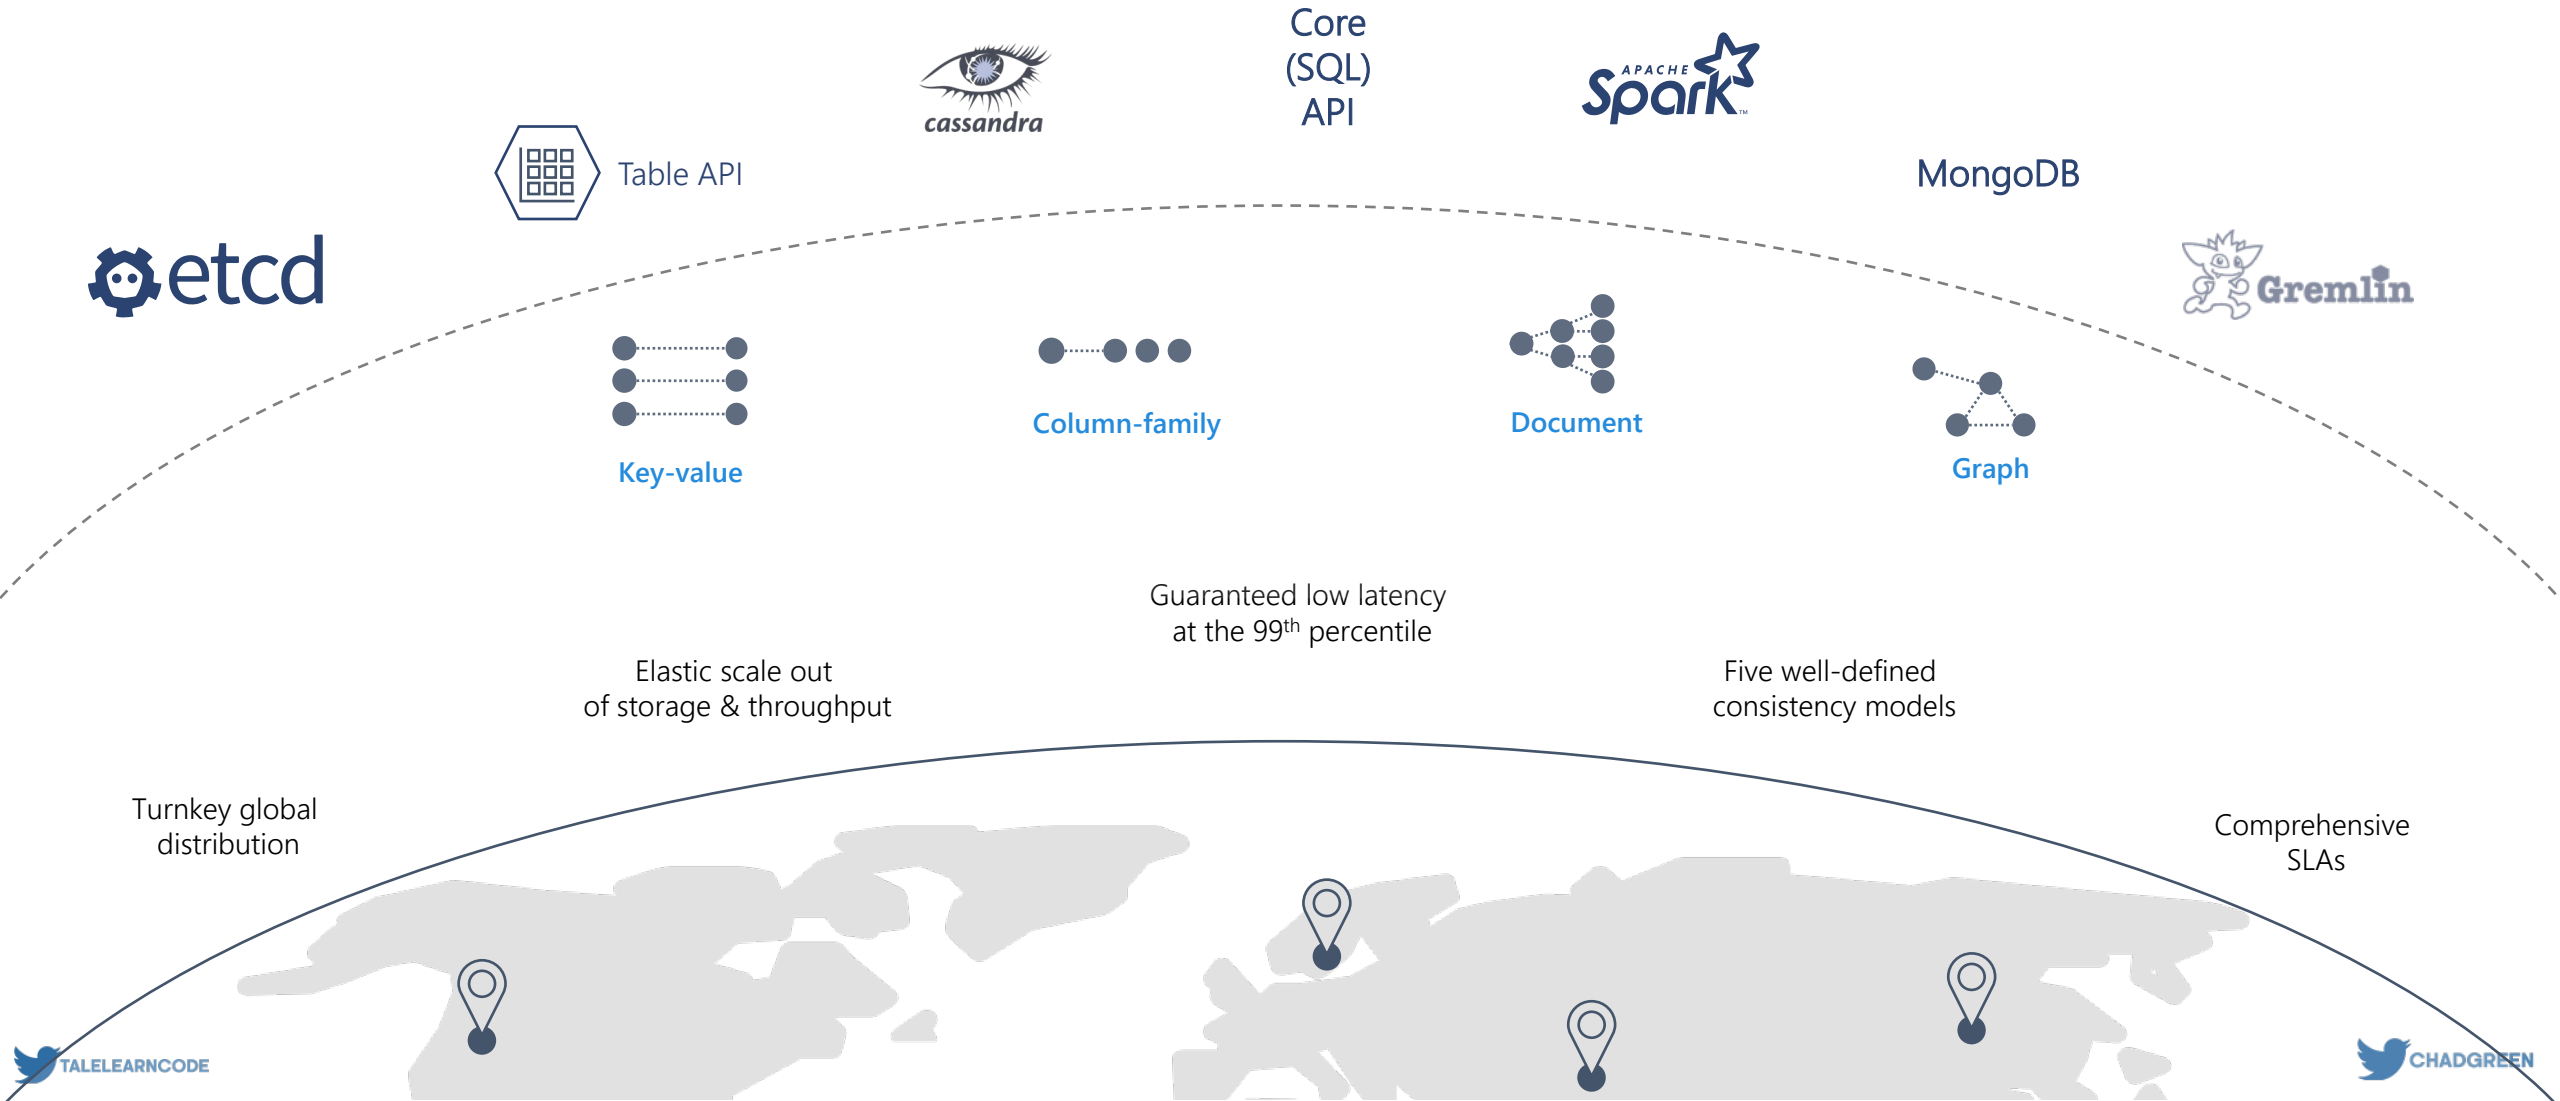 Core
(SQL)
API
APACHE
Spark™
cassandra
Table API
MongoDB
etcd
Gremlin
Key-value
Column-family
Document
Graph
Guaranteed low latency
at the 99th percentile
Elastic scale out
of storage & throughput
Five well-defined
consistency models
Turnkey global
distribution
Comprehensive
SLAs
TALELEARNCODE
CHADGREEN